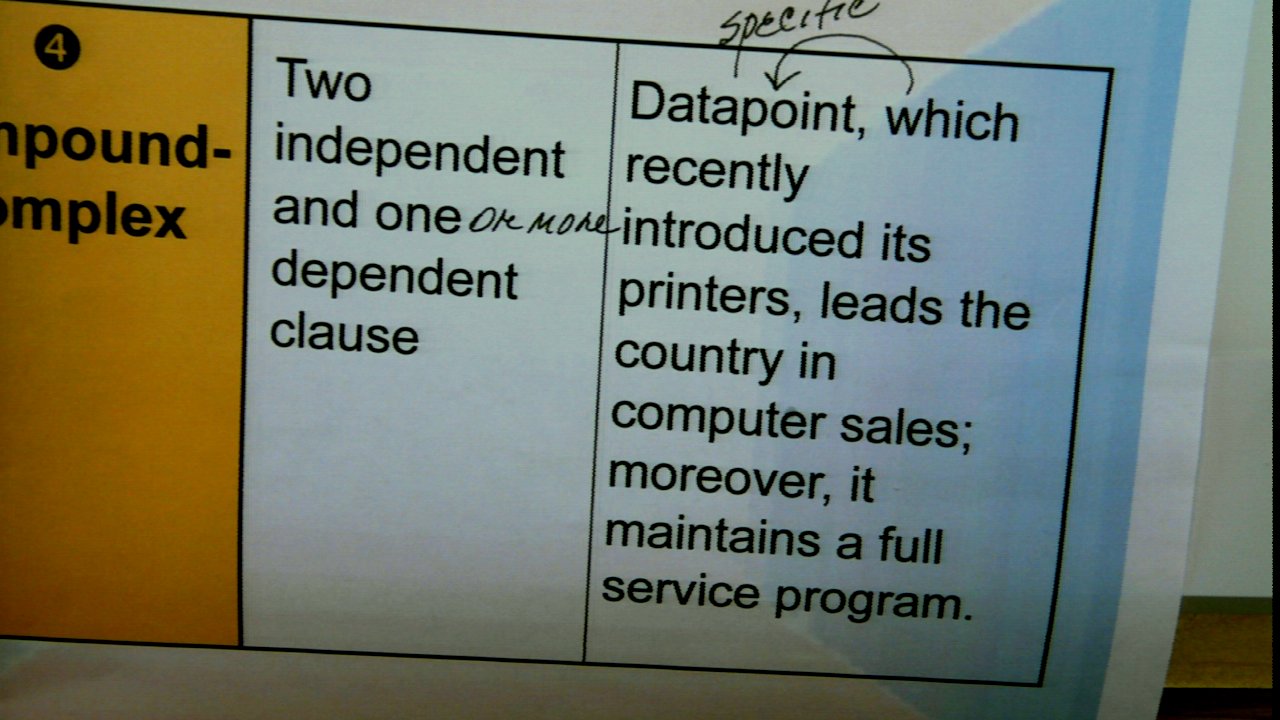 specific
4
mpound-
omplex
Two
independent
and one or more
dependent
clause
Datapoint, which
recently
introduced its
printers, leads the
country in
computer sales;
moreover, it
maintains a full
service program.